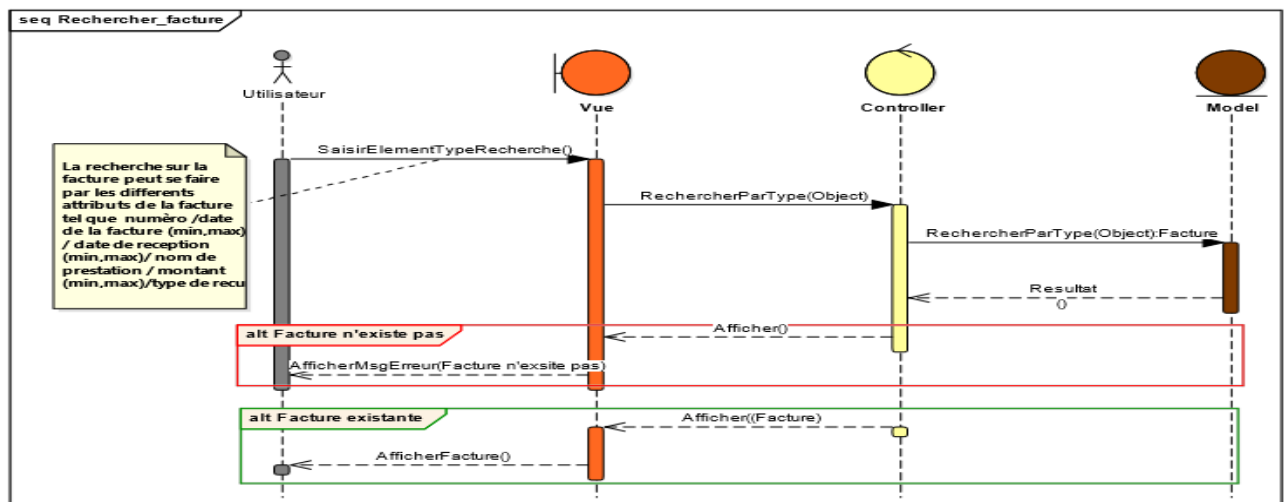 seq Rechercher_facture
Utilisateur
Vue
Controller
Model
SaisirElementTypeRecherche()
La recherche sur la
facture peut se faire
par les differents
attributs de la facture
tel que numèro /date
de la facture (min,max)
/ date de reception
(min,max)/ nom de
prestation / montant
(min,max)/type de recu
RechercherParType(Object)
RechercherParType(Object):Facture
Resultat
()
alt Facture n'existe pas
Afficher()
AfficherMsgErreur(Facture n'exsite pas)
alt Facture existante
Afficher((Facture)
AfficherFacture()